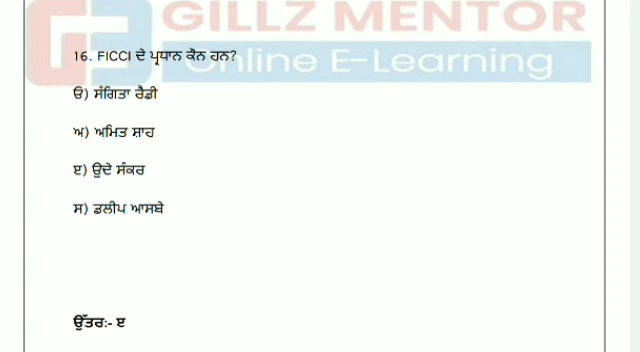 GILLZ MENTOR
Online E-Learning
16. FICCI ਦੇ ਪ੍ਰਧਾਨ ਕੌਨ ਹਨ?
ੳ) ਸੰਗਿਤਾ ਰੈਡੀ
ਅ) ਅਮਿਤ ਸ਼ਾਹ
ੲ) ਉਦੇ ਸੰਕਰ
ਸ) ਡਲੀਪ ਆਸਬੇ
ਉੱਤਰ:- ੲ